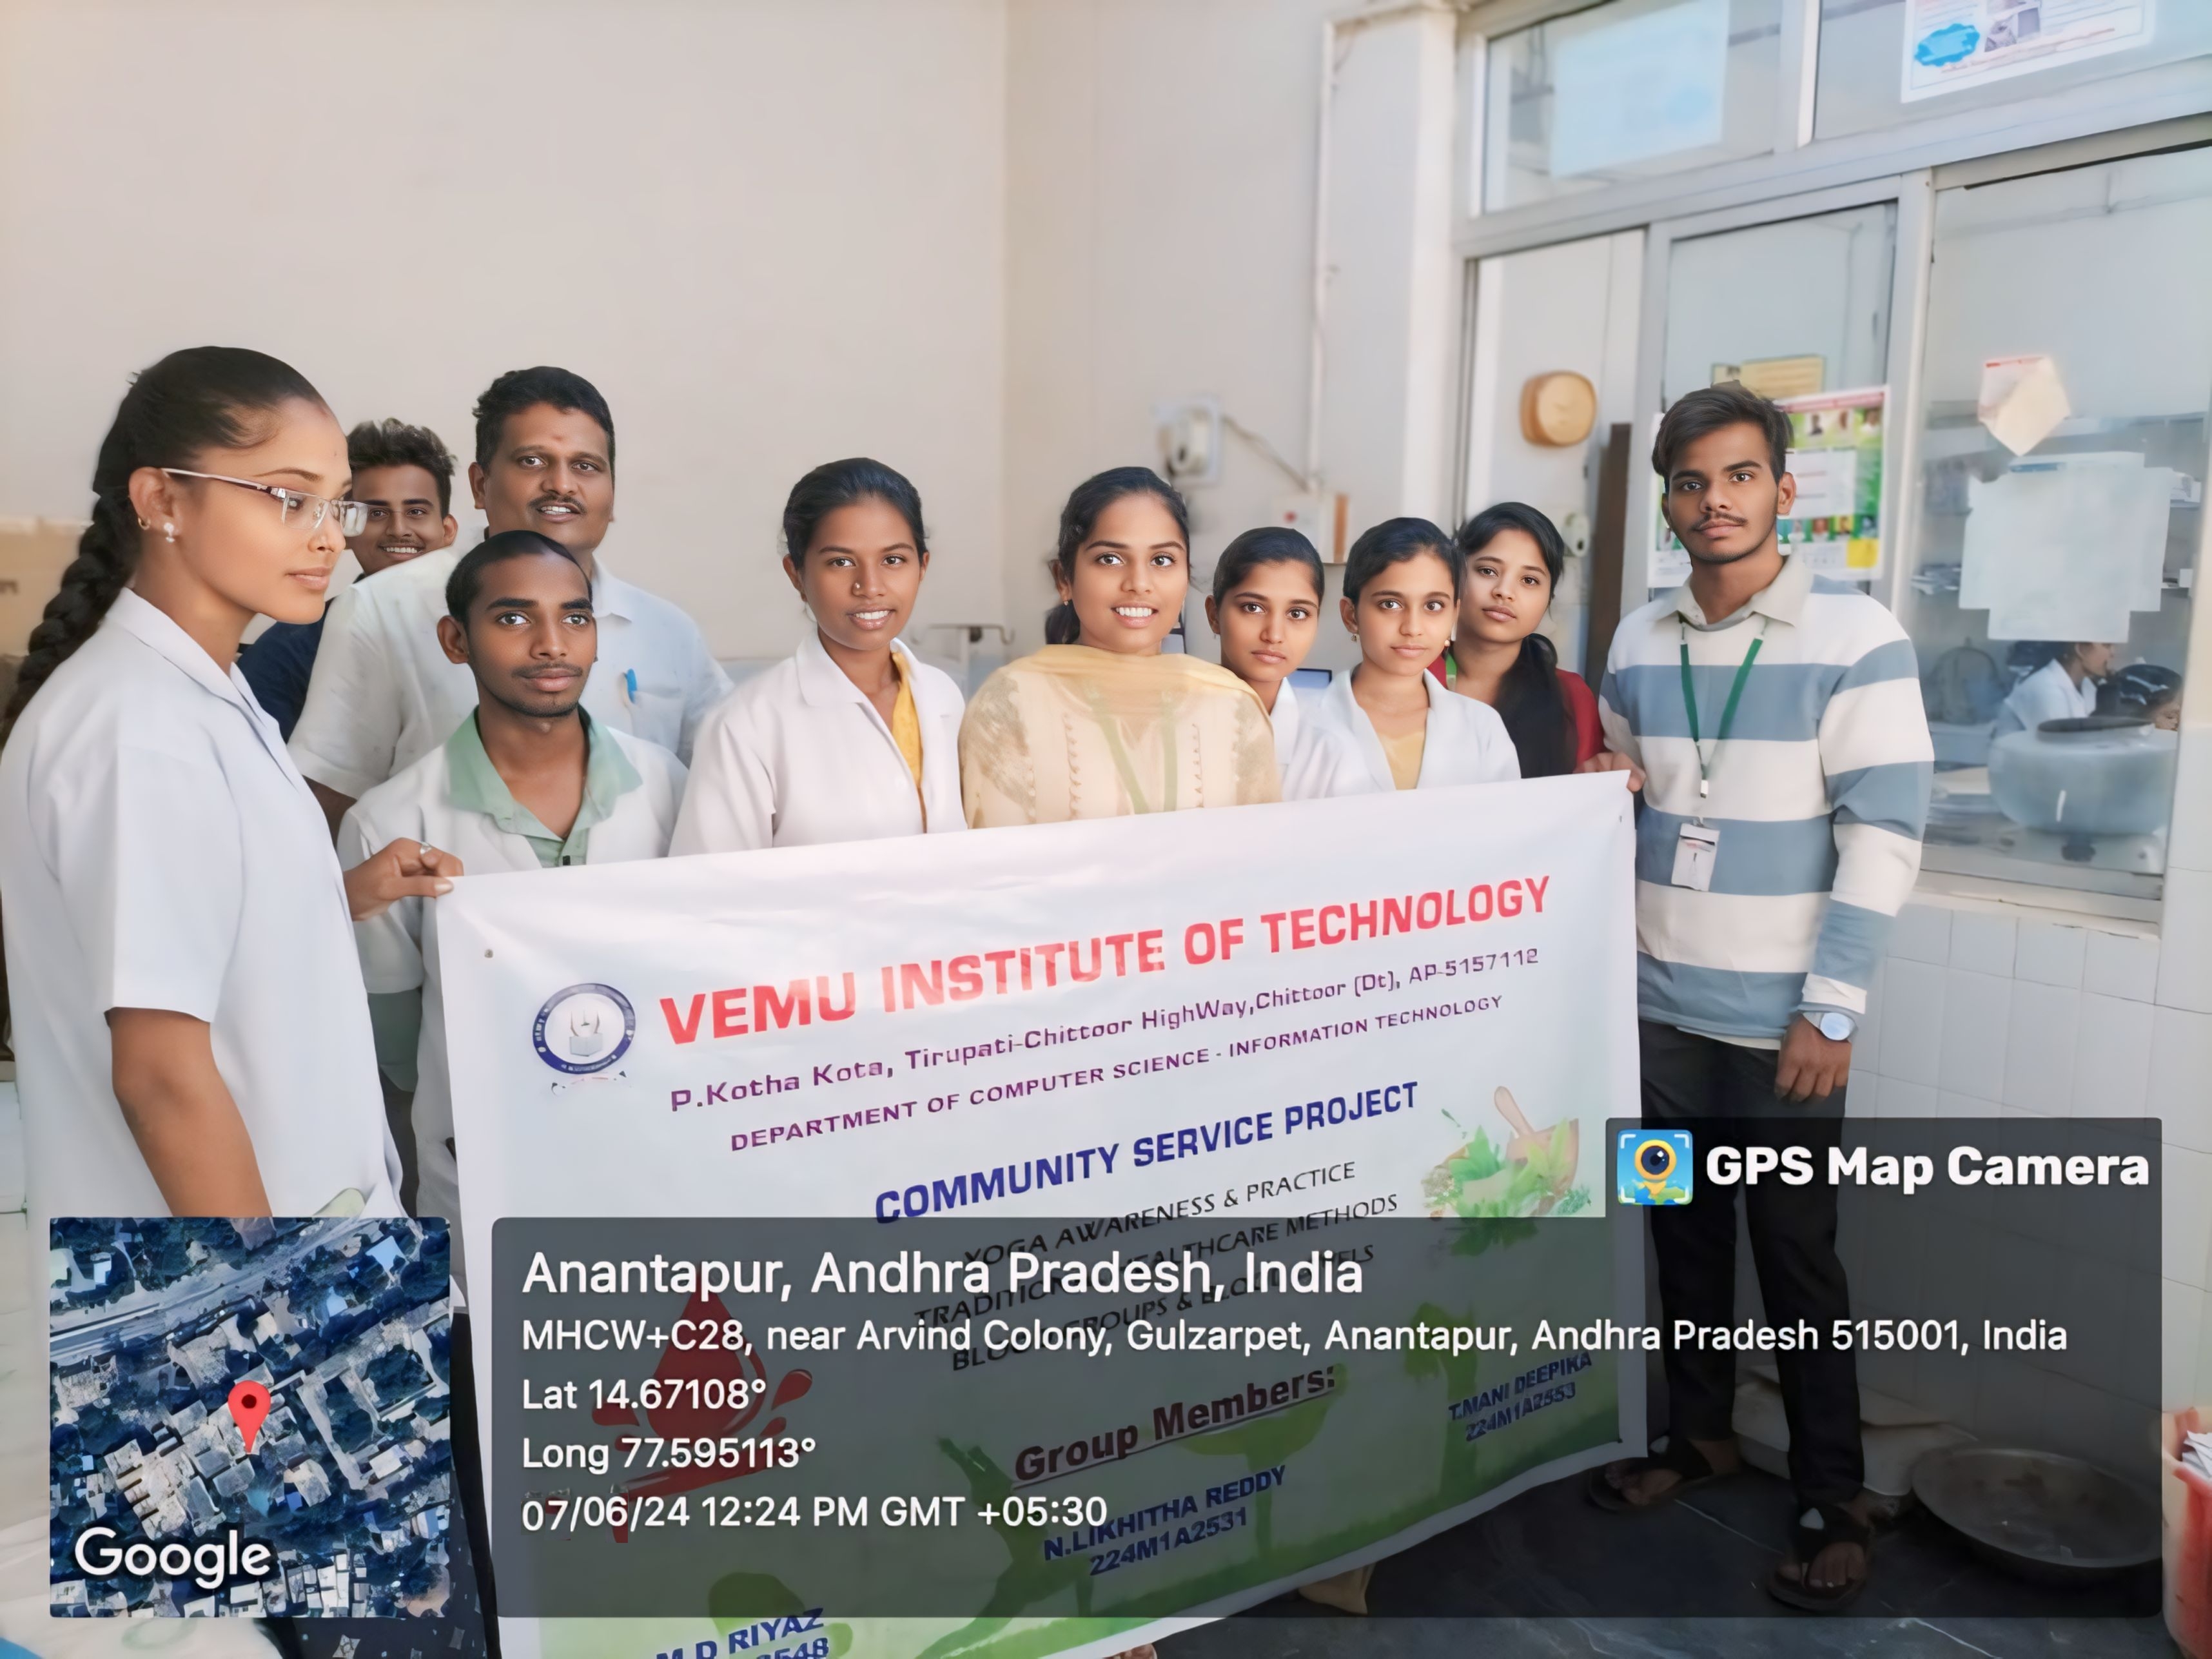 VEMU INSTITUTE OF TECHNOLOGY
P.Kotha Kota, Tirupati-Chittoor HighWay,Chittoor (Dt), AP-5157112
DEPARTMENT OF COMPUTER SCIENCE - INFORMATION TECHNOLOGY
COMMUNITY SERVICE PROJECT
YOGA AWARENESS & PRACTICE
HEALTHCARE METHODS
GROUPS &
Group Members:
T.MANI DEEPIKA
224M1A2553
N.LIKHITHA REDDY
224M1A2531
M D RIYAZ
GPS Map Camera
Anantapur, Andhra Pradesh, India
MHCW+C28, near Arvind Colony, Gulzarpet, Anantapur, Andhra Pradesh 515001, India
Lat 14.67108°
Long 77.595113°
07/06/24 12:24 PM GMT +05:30
Google